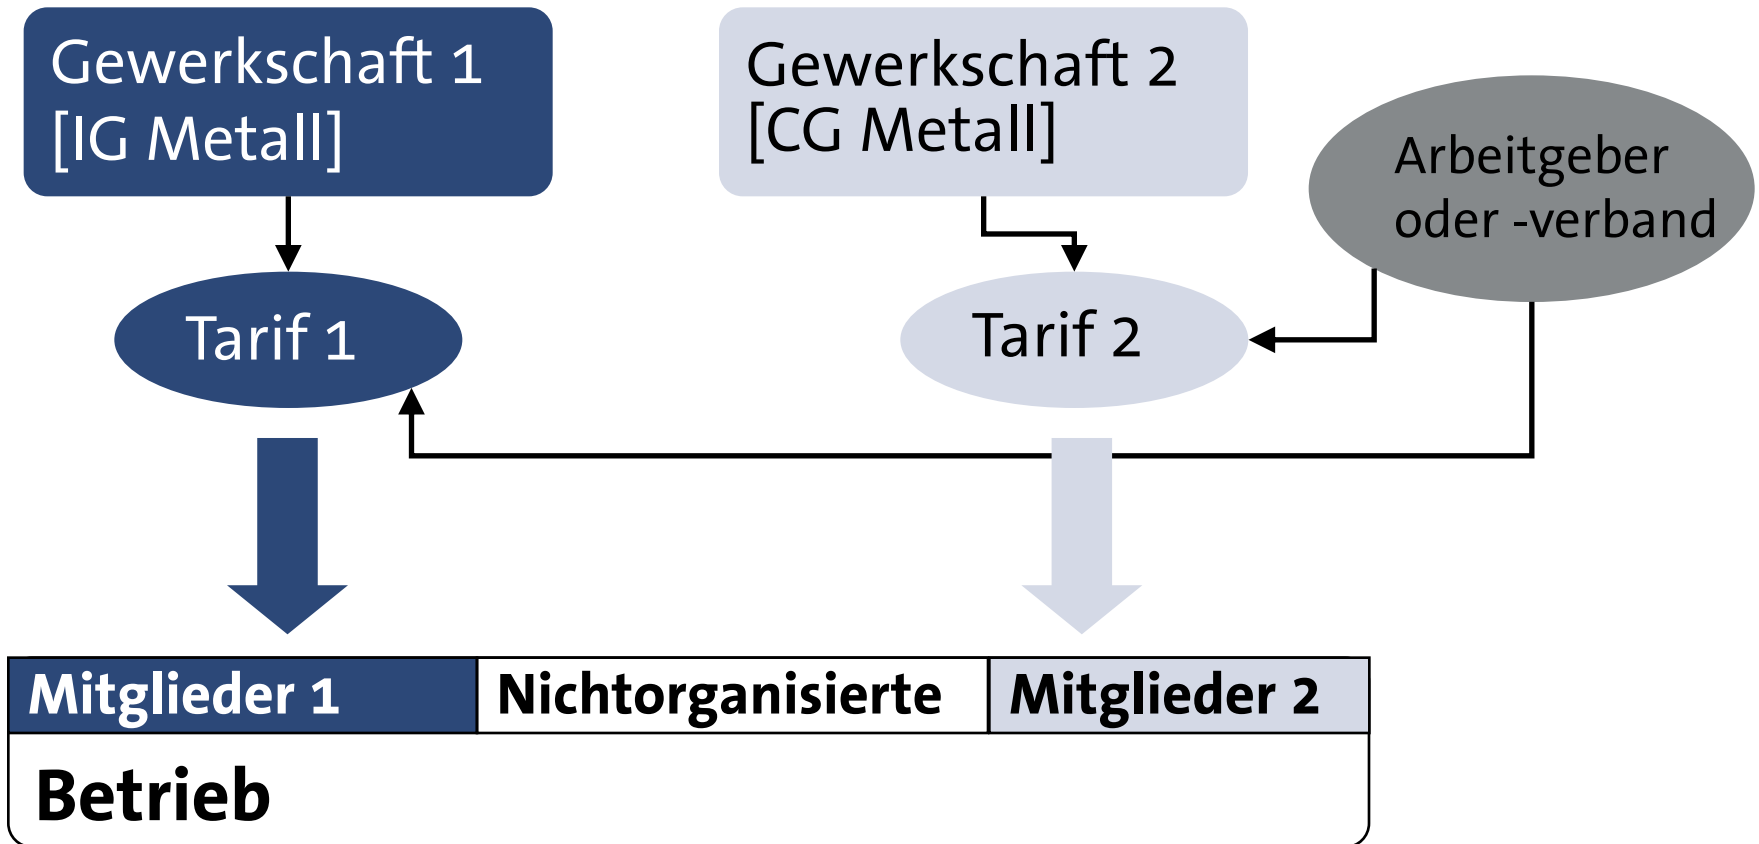 Gewerkschaft 1
[IG Metall]
Gewerkschaft 2
[CG Metall]
Arbeitgeber
oder -verband
Tarif 1
Tarif 2
Mitglieder 1
Nichtorganisierte
Mitglieder 2
Betrieb